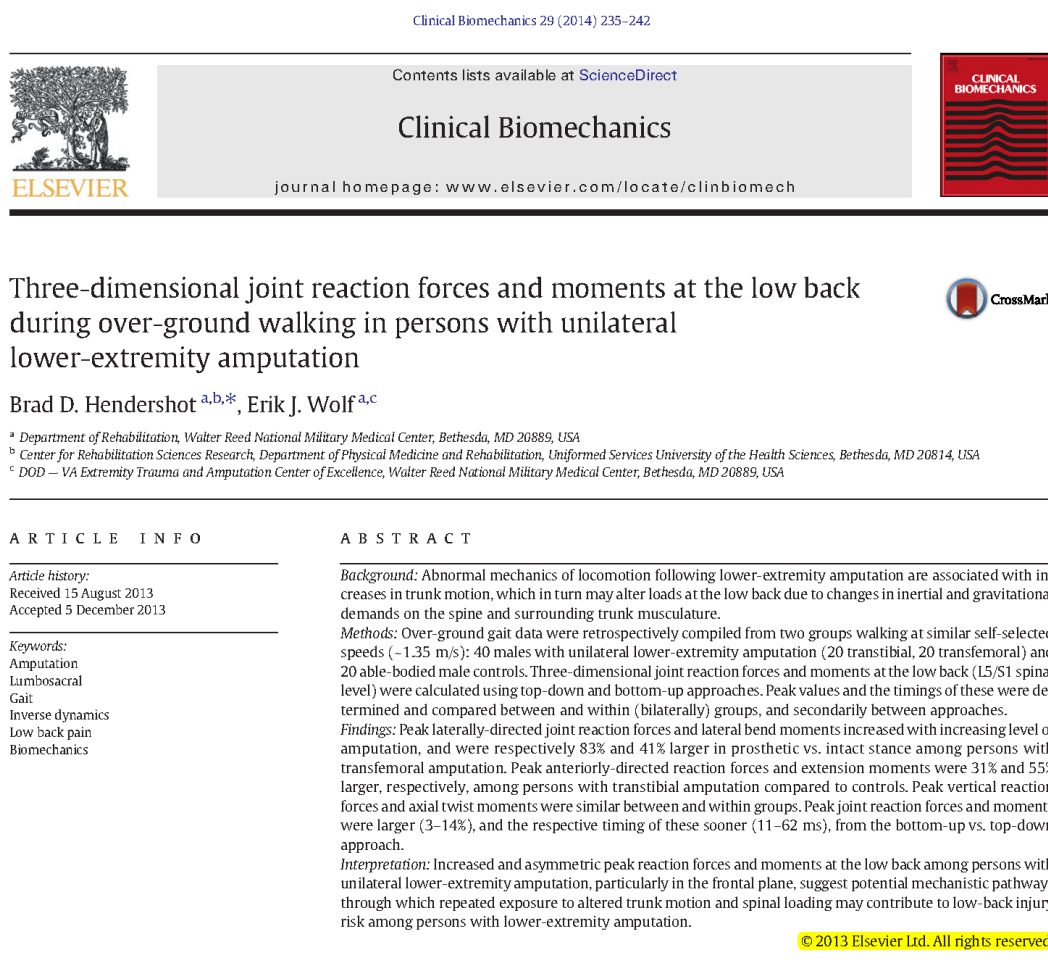 Clinical Biomechanics 29 (2014) 235–242
Contents lists available at ScienceDirect
CLINICAL
BIOMECHANICS
Clinical Biomechanics
ELSEVIER
journal homepage: www.elsevier.com/locate/clinbiomech
Three-dimensional joint reaction forces and moments at the low back
during over-ground walking in persons with unilateral
lower-extremity amputation
CrossMark
Brad D. Hendershot a,b,*, Erik J. Wolf a,c
a Department of Rehabilitation, Walter Reed National Military Medical Center, Bethesda, MD 20889, USA
b Center for Rehabilitation Sciences Research, Department of Physical Medicine and Rehabilitation, Uniformed Services University of the Health Sciences, Bethesda, MD 20814, USA
c DOD — VA Extremity Trauma and Amputation Center of Excellence, Walter Reed National Military Medical Center, Bethesda, MD 20889, USA
ARTICLE INFO
Article history:
Received 15 August 2013
Accepted 5 December 2013
Keywords:
Amputation
Lumbosacral
Gait
Inverse dynamics
Low back pain
Biomechanics
ABSTRACT
Background: Abnormal mechanics of locomotion following lower-extremity amputation are associated with in
creases in trunk motion, which in turn may alter loads at the low back due to changes in inertial and gravitationa
demands on the spine and surrounding trunk musculature.
Methods: Over-ground gait data were retrospectively compiled from two groups walking at similar self-selected
speeds (~1.35 m/s): 40 males with unilateral lower-extremity amputation (20 transtibial, 20 transfemoral) and
20 able-bodied male controls. Three-dimensional joint reaction forces and moments at the low back (L5/S1 spina
level) were calculated using top-down and bottom-up approaches. Peak values and the timings of these were de
termined and compared between and within (bilaterally) groups, and secondarily between approaches.
Findings: Peak laterally-directed joint reaction forces and lateral bend moments increased with increasing level o
amputation, and were respectively 83% and 41% larger in prosthetic vs. intact stance among persons with
transfemoral amputation. Peak anteriorly-directed reaction forces and extension moments were 31% and 55%
larger, respectively, among persons with transtibial amputation compared to controls. Peak vertical reaction
forces and axial twist moments were similar between and within groups. Peak joint reaction forces and moment
were larger (3–14%), and the respective timing of these sooner (11–62 ms), from the bottom-up vs. top-down
approach.
Interpretation: Increased and asymmetric peak reaction forces and moments at the low back among persons with
unilateral lower-extremity amputation, particularly in the frontal plane, suggest potential mechanistic pathway
through which repeated exposure to altered trunk motion and spinal loading may contribute to low-back injury
risk among persons with lower-extremity amputation.
© 2013 Elsevier Ltd. All rights reserved